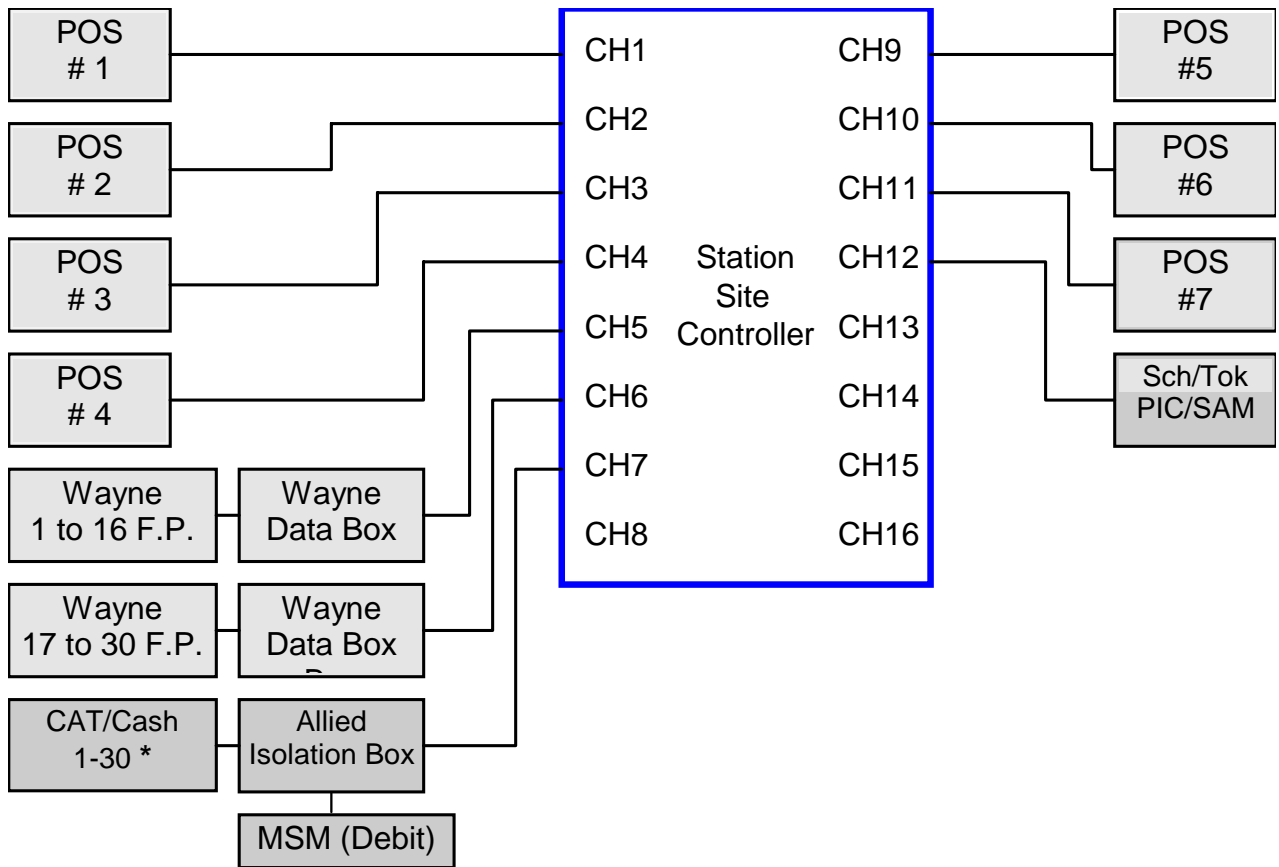 POS
# 1
POS
# 2
POS
# 3
POS
# 4
Wayne
1 to 16 F.P.
Wayne
Data Box
Wayne
17 to 30 F.P.
Wayne
Data Box
CAT/Cash
1-30 *
Allied
Isolation Box
MSM (Debit)
CH1
CH2
CH3
CH4
CH5
CH6
CH7
CH8
Station
Site
Controller
CH9
CH10
CH11
CH12
CH13
CH14
CH15
CH16
POS
#5
POS
#6
POS
#7
Sch/Tok
PIC/SAM